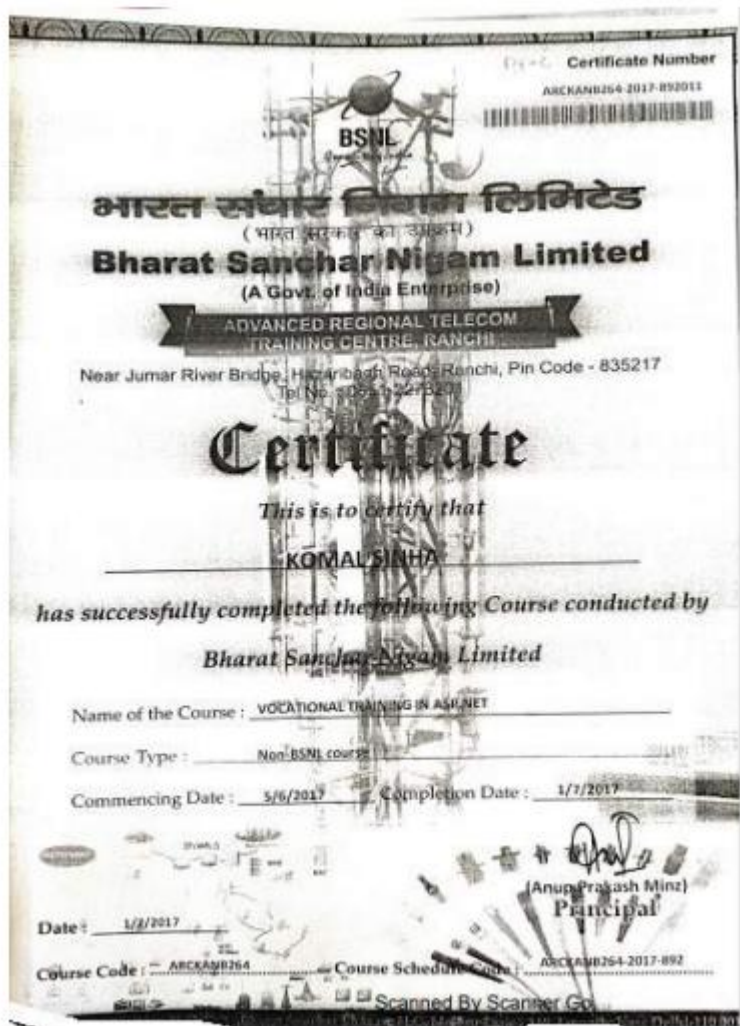 Certificate Number
ARCKANB264-2017-892011
BSNL
भारत संचार निगम लिमिटेड
(भारत सरकार का उपक्रम)
Bharat Sanchar Nigam Limited
(A Govt. of India Enterprise)
ADVANCED REGIONAL TELECOM
TRAINING CENTRE, RANCHI
Near Jumar River Bridge, Hazaribagh Road, Ranchi, Pin Code - 835217
Tel No.
Certificate
This is to certify that
KOMAL SINHA
has successfully completed the following Course conducted by
Bharat Sanchar Nigam Limited
Name of the Course : VOCATIONAL TRAINING IN ASP.NET
Course Type : Non-BSNL course
Commencing Date : 5/6/2017 Completion Date : 1/7/2017
(Anup Prakash Minz)
Principal
Date : 1/2/2017
Course Code : ARCKANB264 Course Schedule Code : ARCKANB264-2017-892
Scanned By Scanner Go